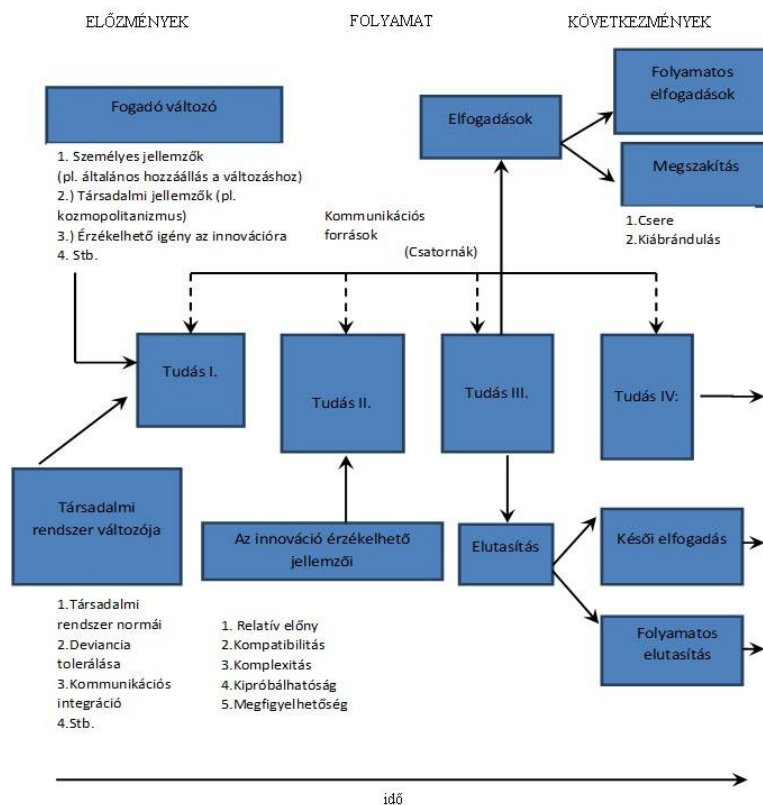 ELŐZMÉNYEK
FOLYAMAT
KÖVETKEZMÉNYEK
Fogadó változó
1. Személyes jellemzők
(pl. általános hozzáállás a változáshoz)
2.) Társadalmi jellemzők (pl.
kozmopolitanizmus)
3.) Érzékelhető igény az innovációra
4. Stb.
Kommunikációs
források
(Csatornák)
Elfogadások
Folyamatos
elfogadások
Megszakítás
1.Csere
2. Kiábrándulás
Tudás I.
Tudás II.
Tudás III.
Tudás IV:
Társadalmi
rendszer változója
1.Társadalmi
rendszer normái
2.Deviancia
tolerálása
3.Kommunikációs
integráció
4.Stb.
Az innováció érzékelhető
jellemzői
1. Relatív előny
2.Kompatibilitás
3.Komplexitás
4.Kipróbálhatóság
5.Megfigyelhetőség
Elutasítás
Késői elfogadás
Folyamatos
elutasítás
idő